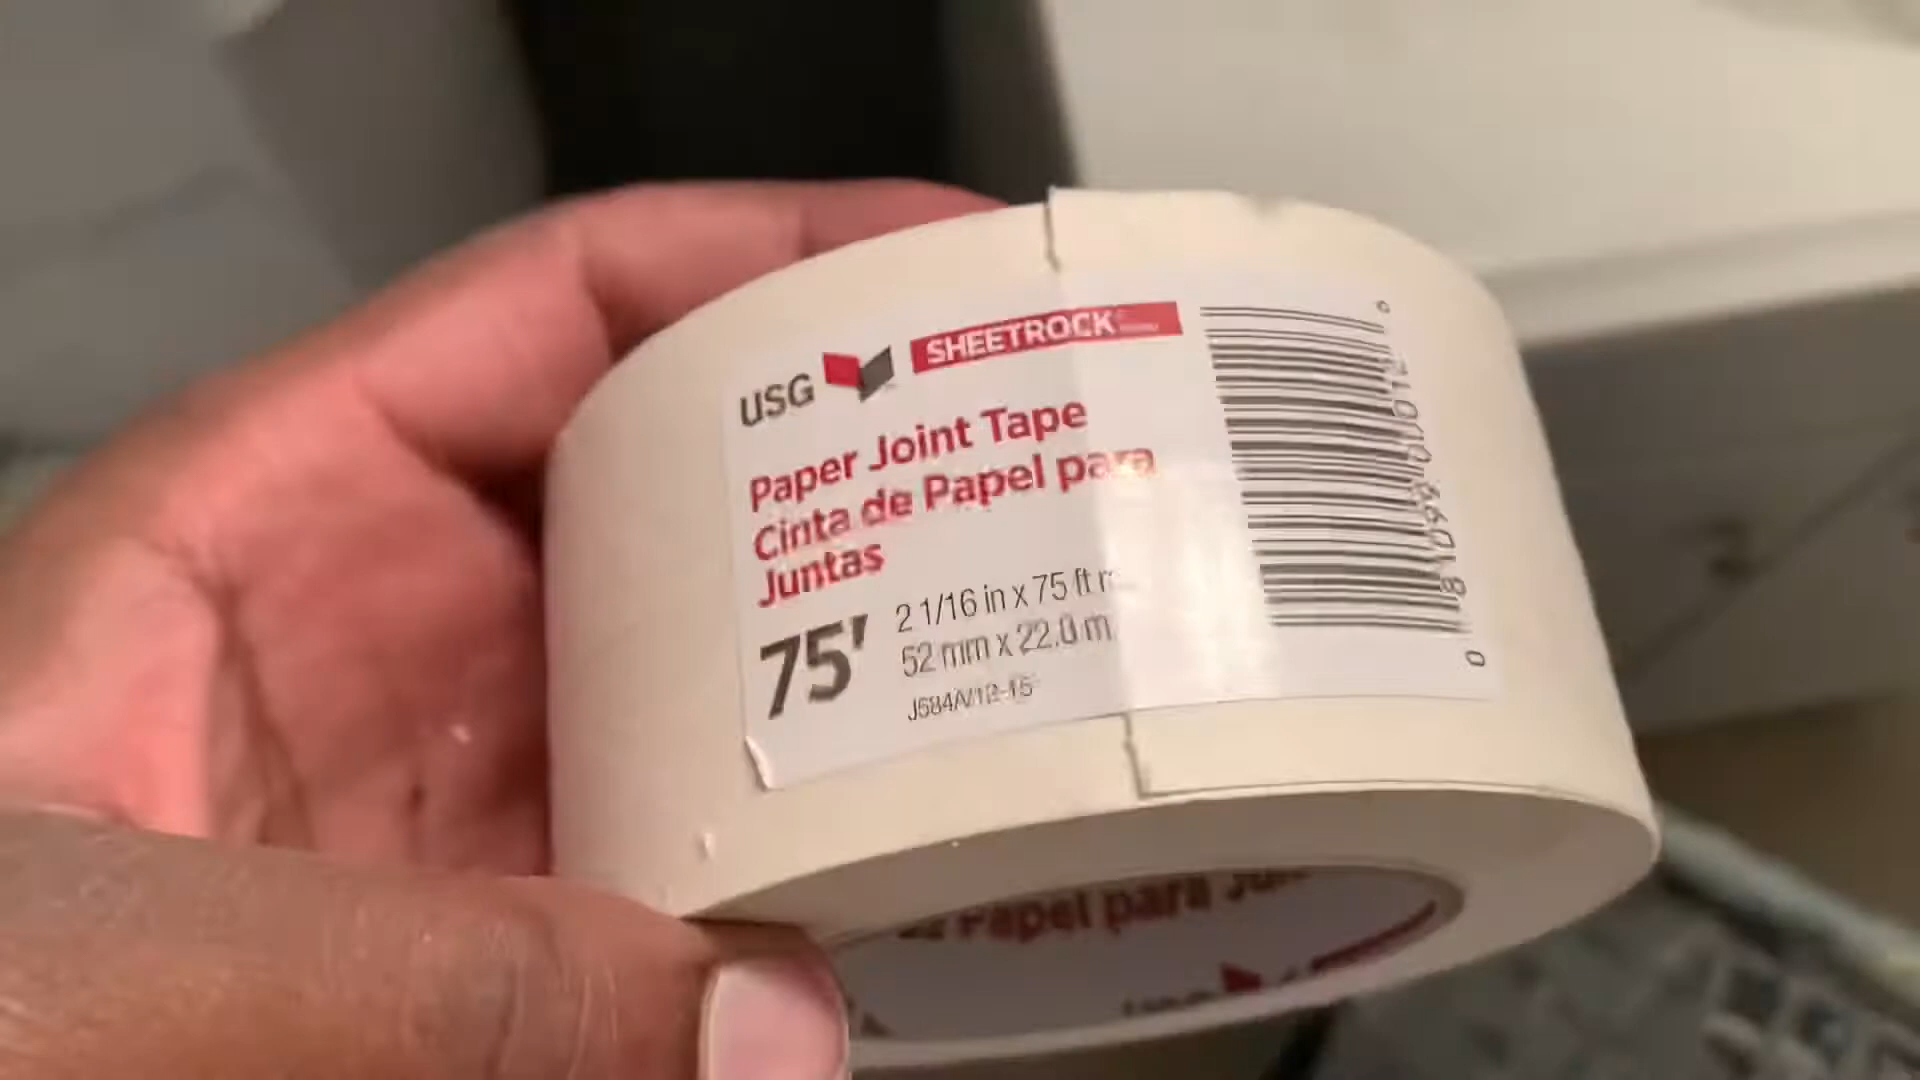 USG SHEETROCK
Paper Joint Tape
Cinta de Papel para
Juntas
75'
2 1/16 in x 75 ft
52 mm x 22.8 m
Papel para